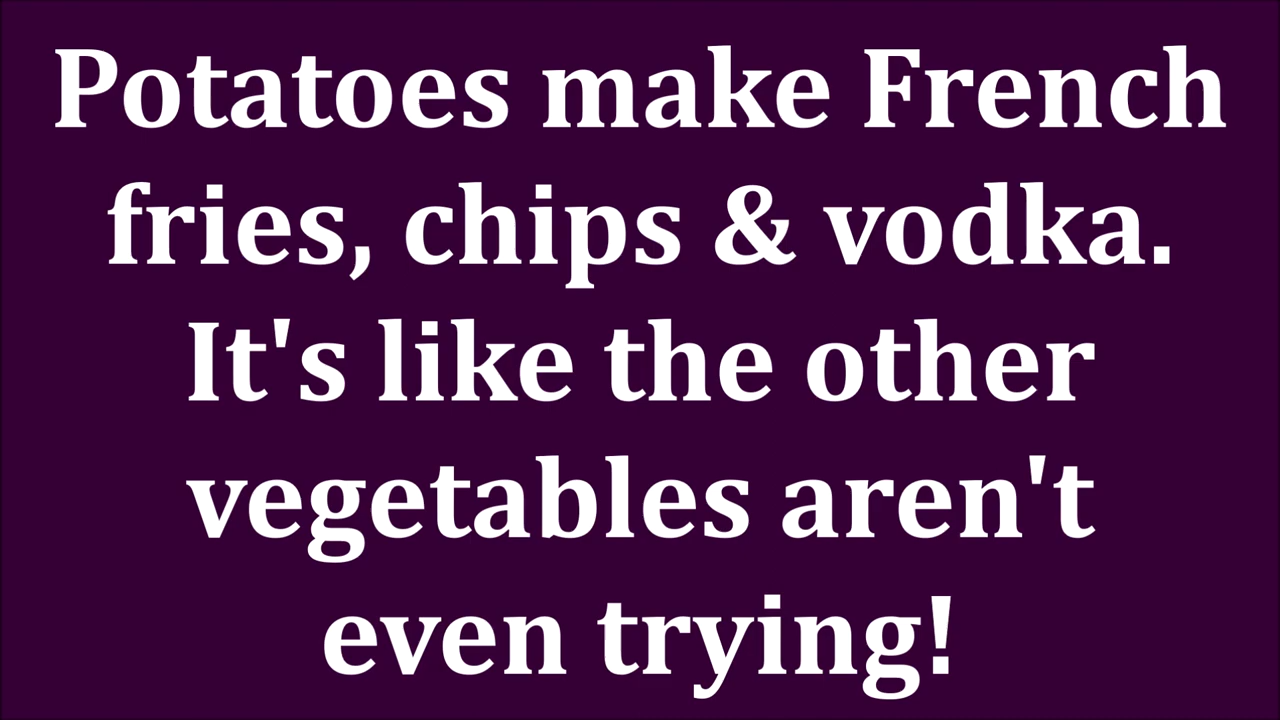 Potatoes make French
fries, chips & vodka.
It's like the other
vegetables aren't
even trying!